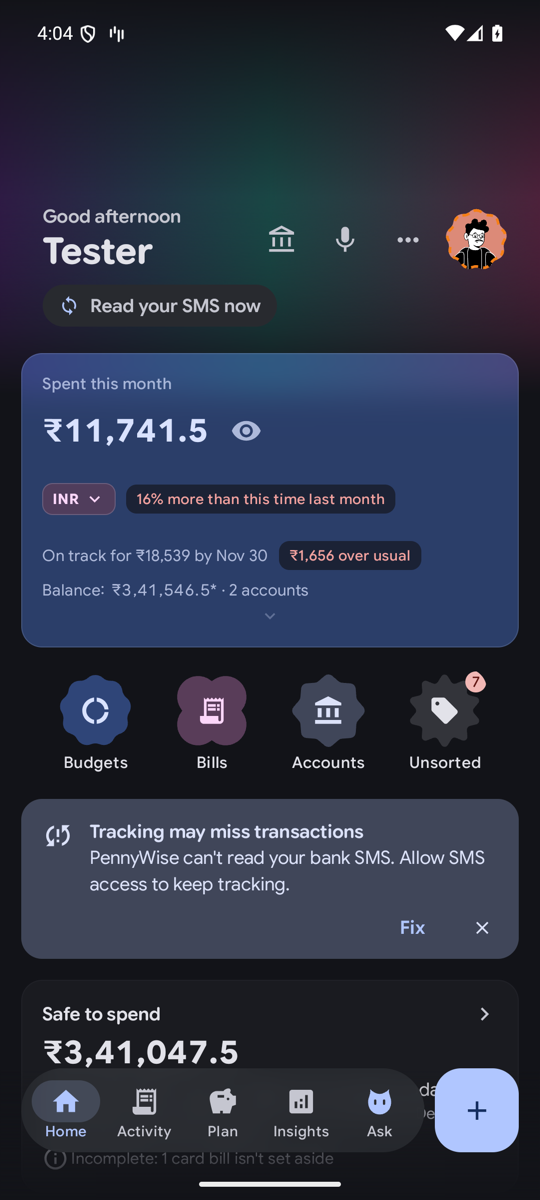 4:04
Good afternoon
Tester
Read your SMS now
Spent this month
₹11,741.5
INR
16% more than this time last month
On track for ₹18,539 by Nov 30
₹1,656 over usual
Balance: ₹3,41,546.5* · 2 accounts
7
Budgets
Bills
Accounts
Unsorted
Tracking may miss transactions
PennyWise can't read your bank SMS. Allow SMS
access to keep tracking.
Fix
Safe to spend
₹3,41,047.5
Home
Activity
Plan
Insights
Ask
+
Incomplete: 1 card bill isn't set aside